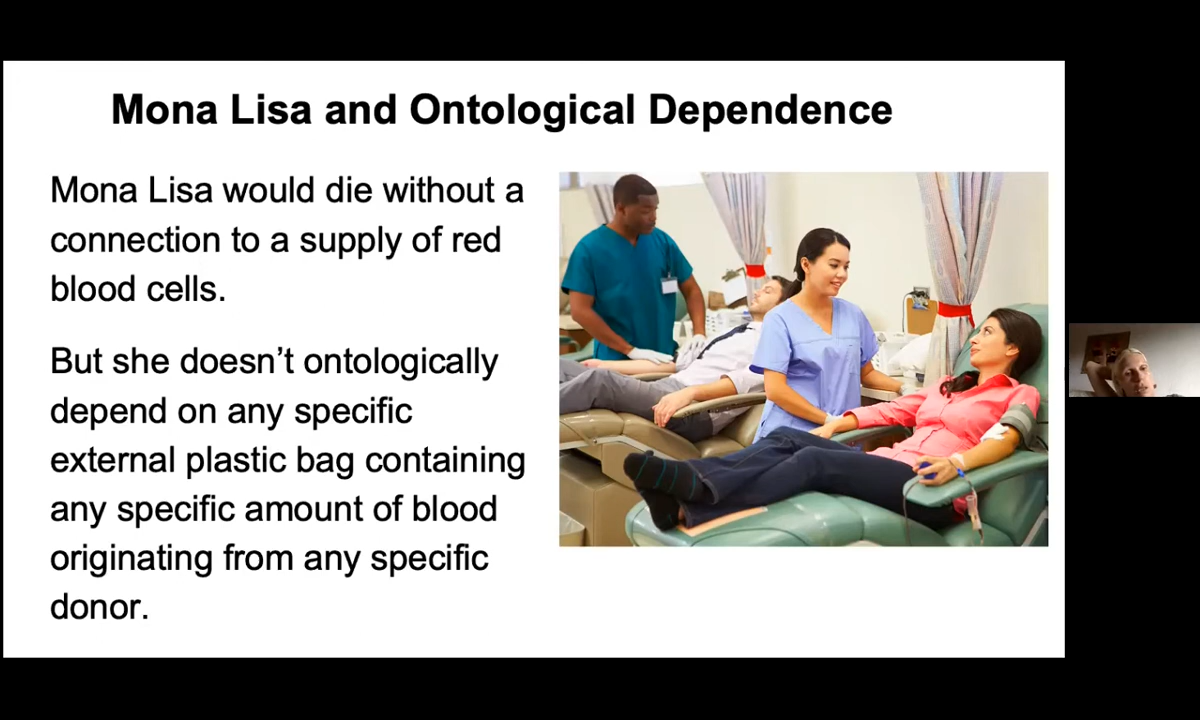 Mona Lisa and Ontological Dependence
Mona Lisa would die without a
connection to a supply of red
blood cells.
But she doesn’t ontologically
depend on any specific
external plastic bag containing
any specific amount of blood
originating from any specific
donor.